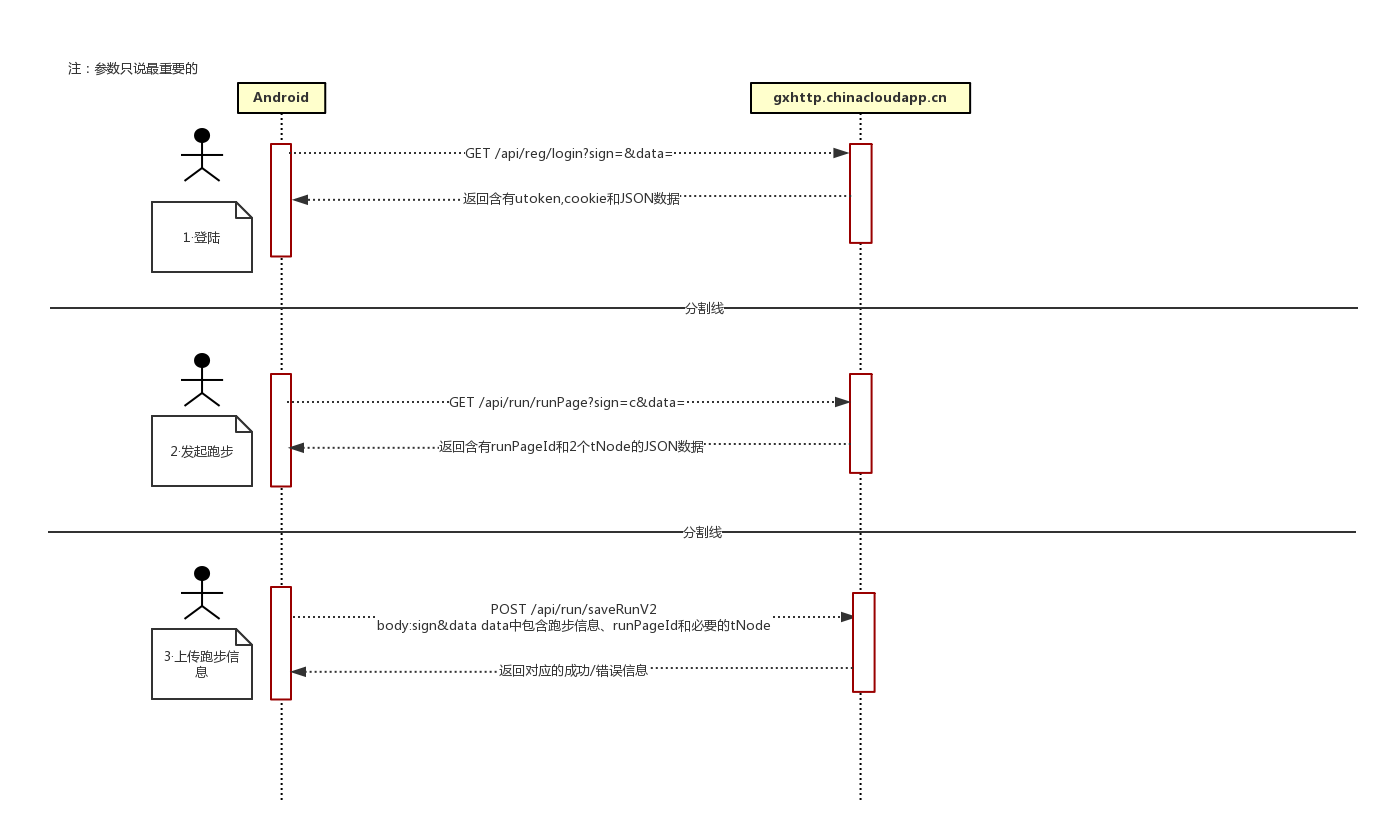 注：参数只说最重要的
Android
gxhttp.chinacloudapp.cn
GET /api/reg/login?sign=&data=
返回含有utoken,cookie和JSON数据
1·登陆
分割线
GET /api/run/runPage?sign=c&data=
返回含有runPageId和2个tNode的JSON数据
2·发起跑步
分割线
POST /api/run/saveRunV2
body:sign&data data中包含跑步信息、runPageId和必要的tNode
3·上传跑步信
息
返回对应的成功/错误信息